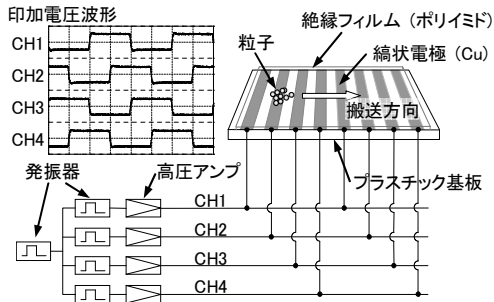 印加電圧波形
CH1
CH2
CH3
CH4
絶縁フィルム（ポリイミド）
粒子
縞状電極（Cu）
搬送方向
プラスチック基板
発振器
高圧アンプ
CH1
CH2
CH3
CH4